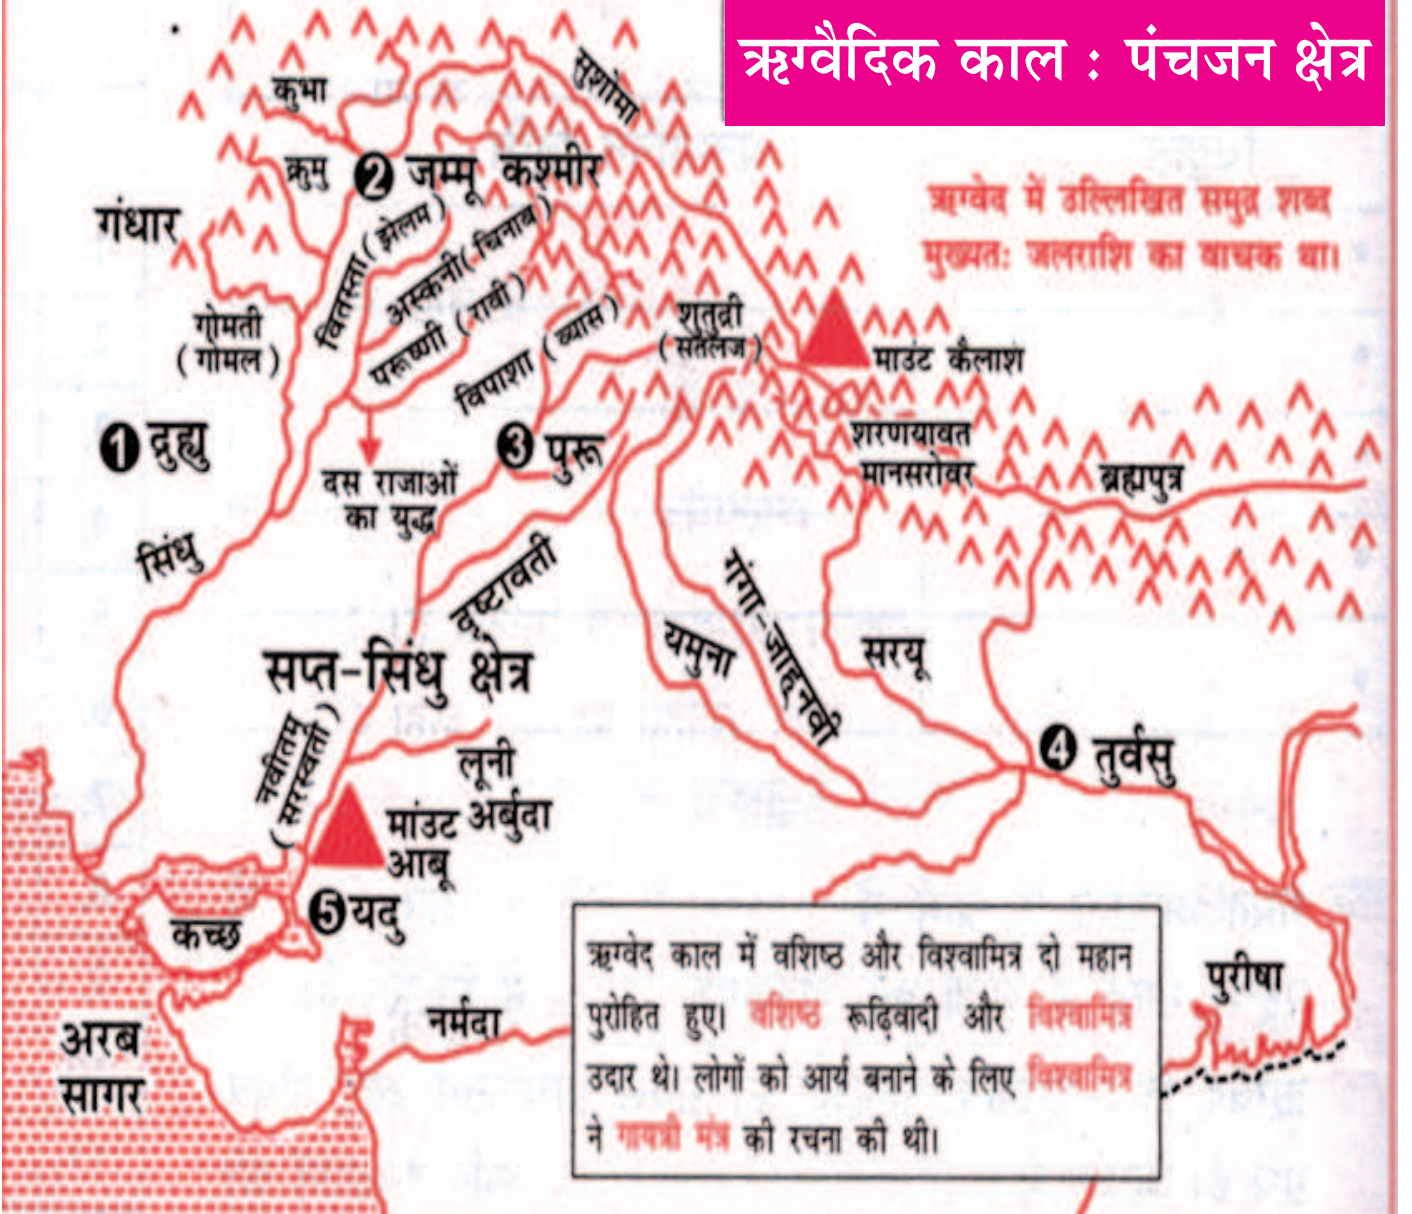 ऋग्वैदिक काल : पंचजन क्षेत्र
सुशोमा
कुभा
क्रुमु
2 जम्मू कश्मीर
ऋग्वेद में उल्लिखित समुद्र शब्द
मुख्यत: जलराशि का वाचक था।
गंधार
वितस्ता ( झेलम )
अस्कनी ( चिनाब )
परूष्णी ( रावी )
विपाशा ( व्यास )
शुतुद्री
( सतलज )
गोमती
( गोमल )
माउंट कैलाश
1 द्रुह्यु
3 पुरू
शरणयावत
मानसरोवर
ब्रह्मपुत्र
दस राजाओं
का युद्ध
सिंधु
दृष्टावती
गंगा-जाह्नवी
यमुना
सरयू
सप्त-सिंधु क्षेत्र
नवीतमू
( सरस्वती )
लूनी
4 तुर्वसु
मांउट अर्बुदा
आबू
5 यदु
कच्छ
ऋग्वेद काल में वशिष्ठ और विश्वामित्र दो महान
पुरोहित हुए। वशिष्ठ रूढ़िवादी और विश्वामित्र
उदार थे। लोगों को आर्य बनाने के लिए विश्वामित्र
ने गायत्री मंत्र की रचना की थी।
पुरीषा
नर्मदा
अरब
सागर